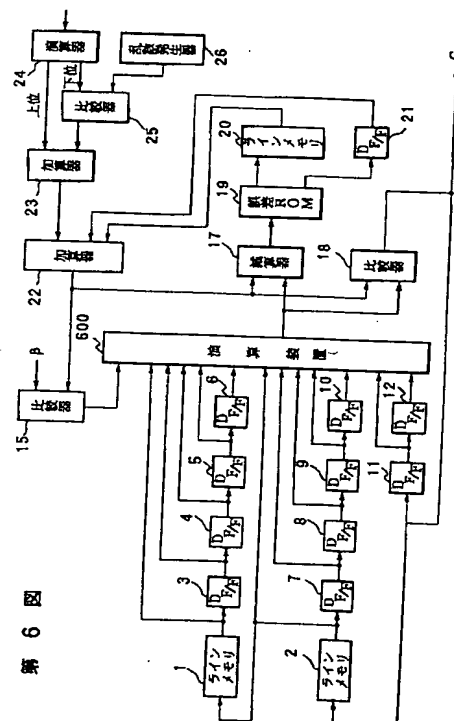 第 6 図
24
演算器
上位
下位
乱数発生器
26
比較器
25
加算器
23
加算器
22
20
ラインメモリ
D F/F
21
19
誤差ROM
17
減算器
18
比較器
600
演算装置
β
比較器
15
6
D F/F
5
D F/F
4
D F/F
3
D F/F
1
ラインメモリ
10
D F/F
9
D F/F
8
D F/F
7
D F/F
2
ラインメモリ
12
D F/F
11
D F/F